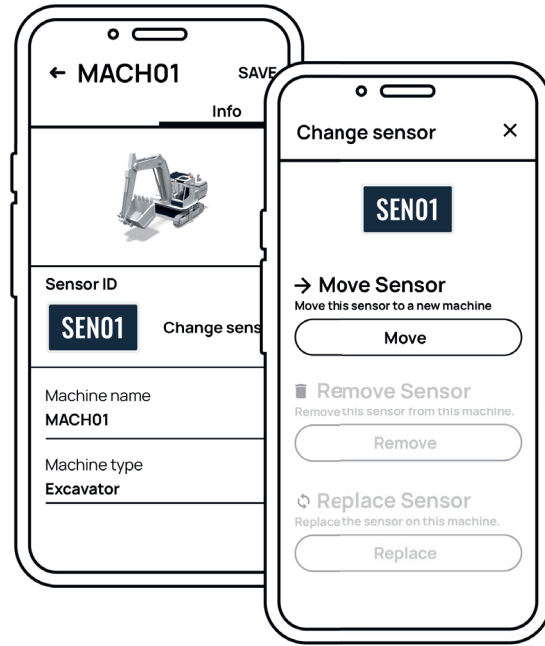 MACH01 SAVE
Info
Sensor ID
SEN01 Change sens
Machine name
MACH01
Machine type
Excavator
Change sensor
SEN01
Move Sensor
Move this sensor to a new machine
Move
Remove Sensor
Remove this sensor from this machine.
Remove
Replace Sensor
Replace the sensor on this machine.
Replace